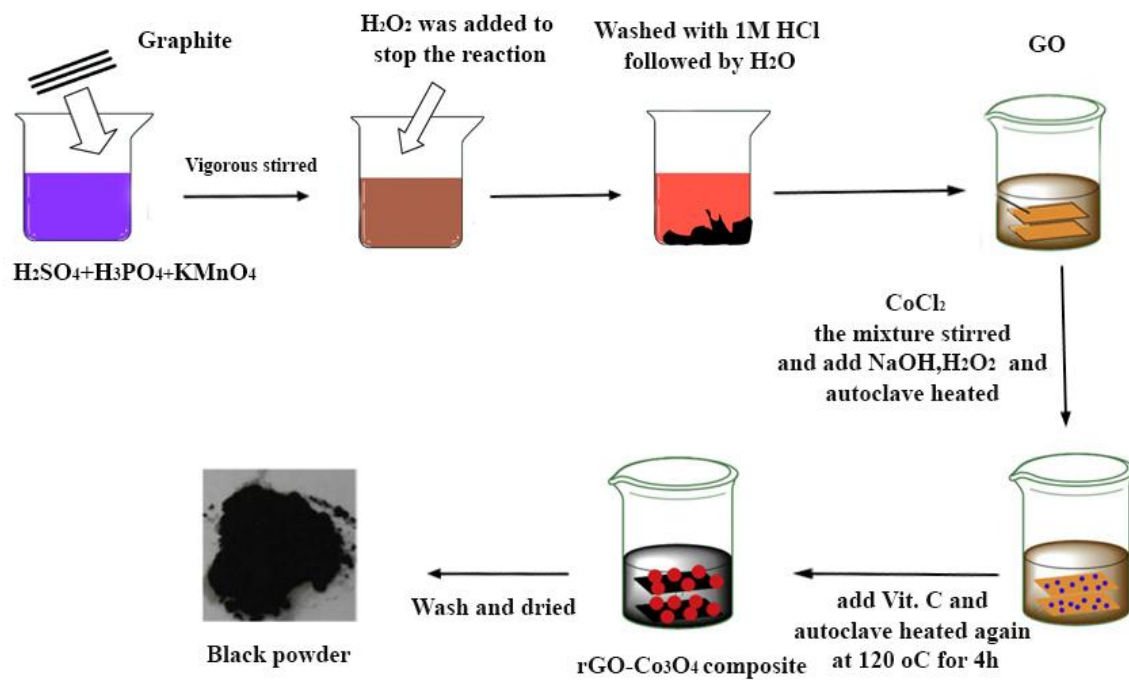 Graphite
H₂O₂ was added to
stop the reaction
Washed with 1M HCl
followed by H₂O
GO
Vigorous stirred
H₂SO₄+H₃PO₄+KMnO₄
CoCl₂
the mixture stirred
and add NaOH,H₂O₂ and
autoclave heated
add Vit. C and
autoclave heated again
at 120 oC for 4h
rGO-Co₃O₄ composite
Wash and dried
Black powder